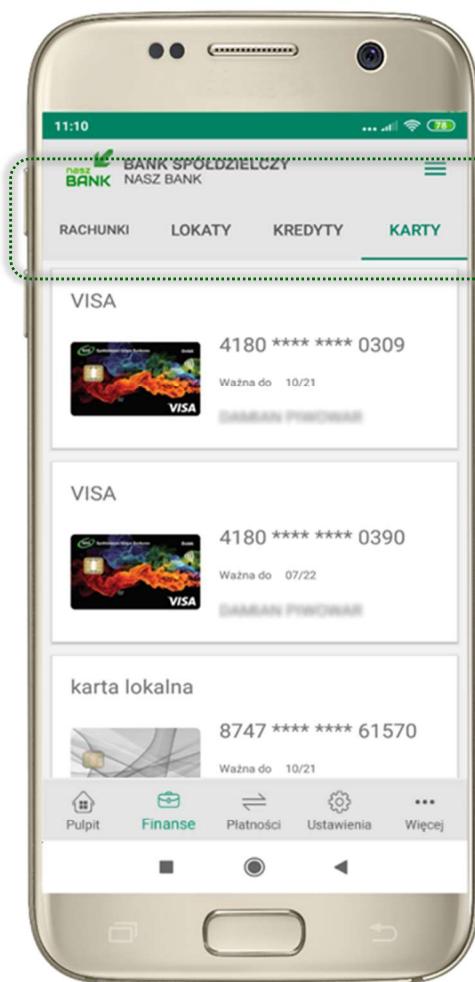 11:10
78
nasz BANK
BANK SPÓŁDZIELCZY
NASZ BANK
RACHUNKI LOKATY KREDYTY KARTY
VISA
4180 **** **** 0309
Ważna do 10/21
VISA
VISA
4180 **** **** 0390
Ważna do 07/22
VISA
karta lokalna
8747 **** **** 61570
Ważna do 10/21
Pulpit Finanse Płatności Ustawienia Więcej